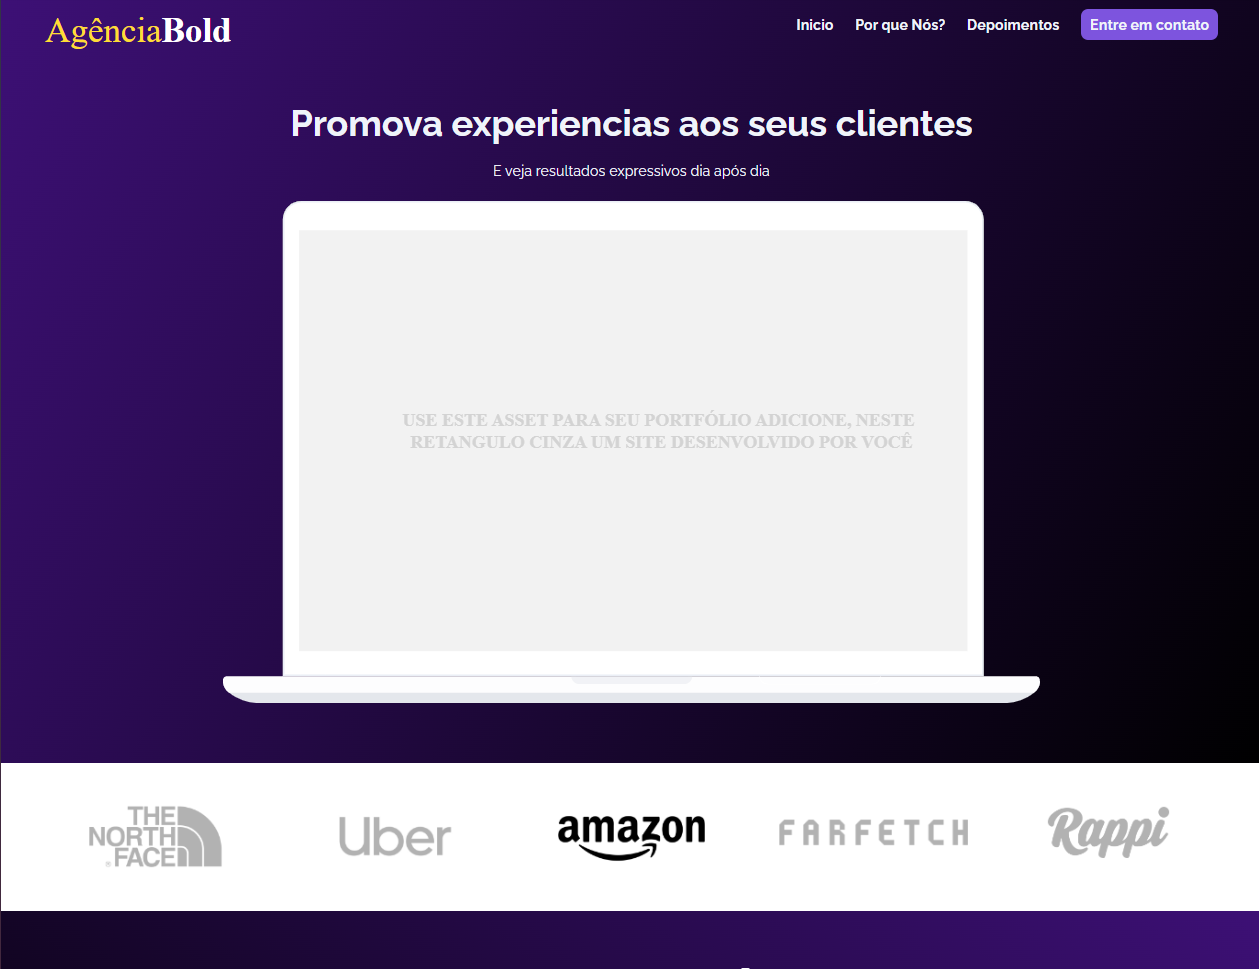 AgênciaBold
Inicio Por que Nós? Depoimentos Entre em contato
Promova experiencias aos seus clientes
E veja resultados expressivos dia após dia
USE ESTE ASSET PARA SEU PORTFÓLIO ADICIONE, NESTE
RETANGULO CINZA UM SITE DESENVOLVIDO POR VOCÊ
THE
NORTH
FACE
Uber
amazon
FARFETCH
Rappi